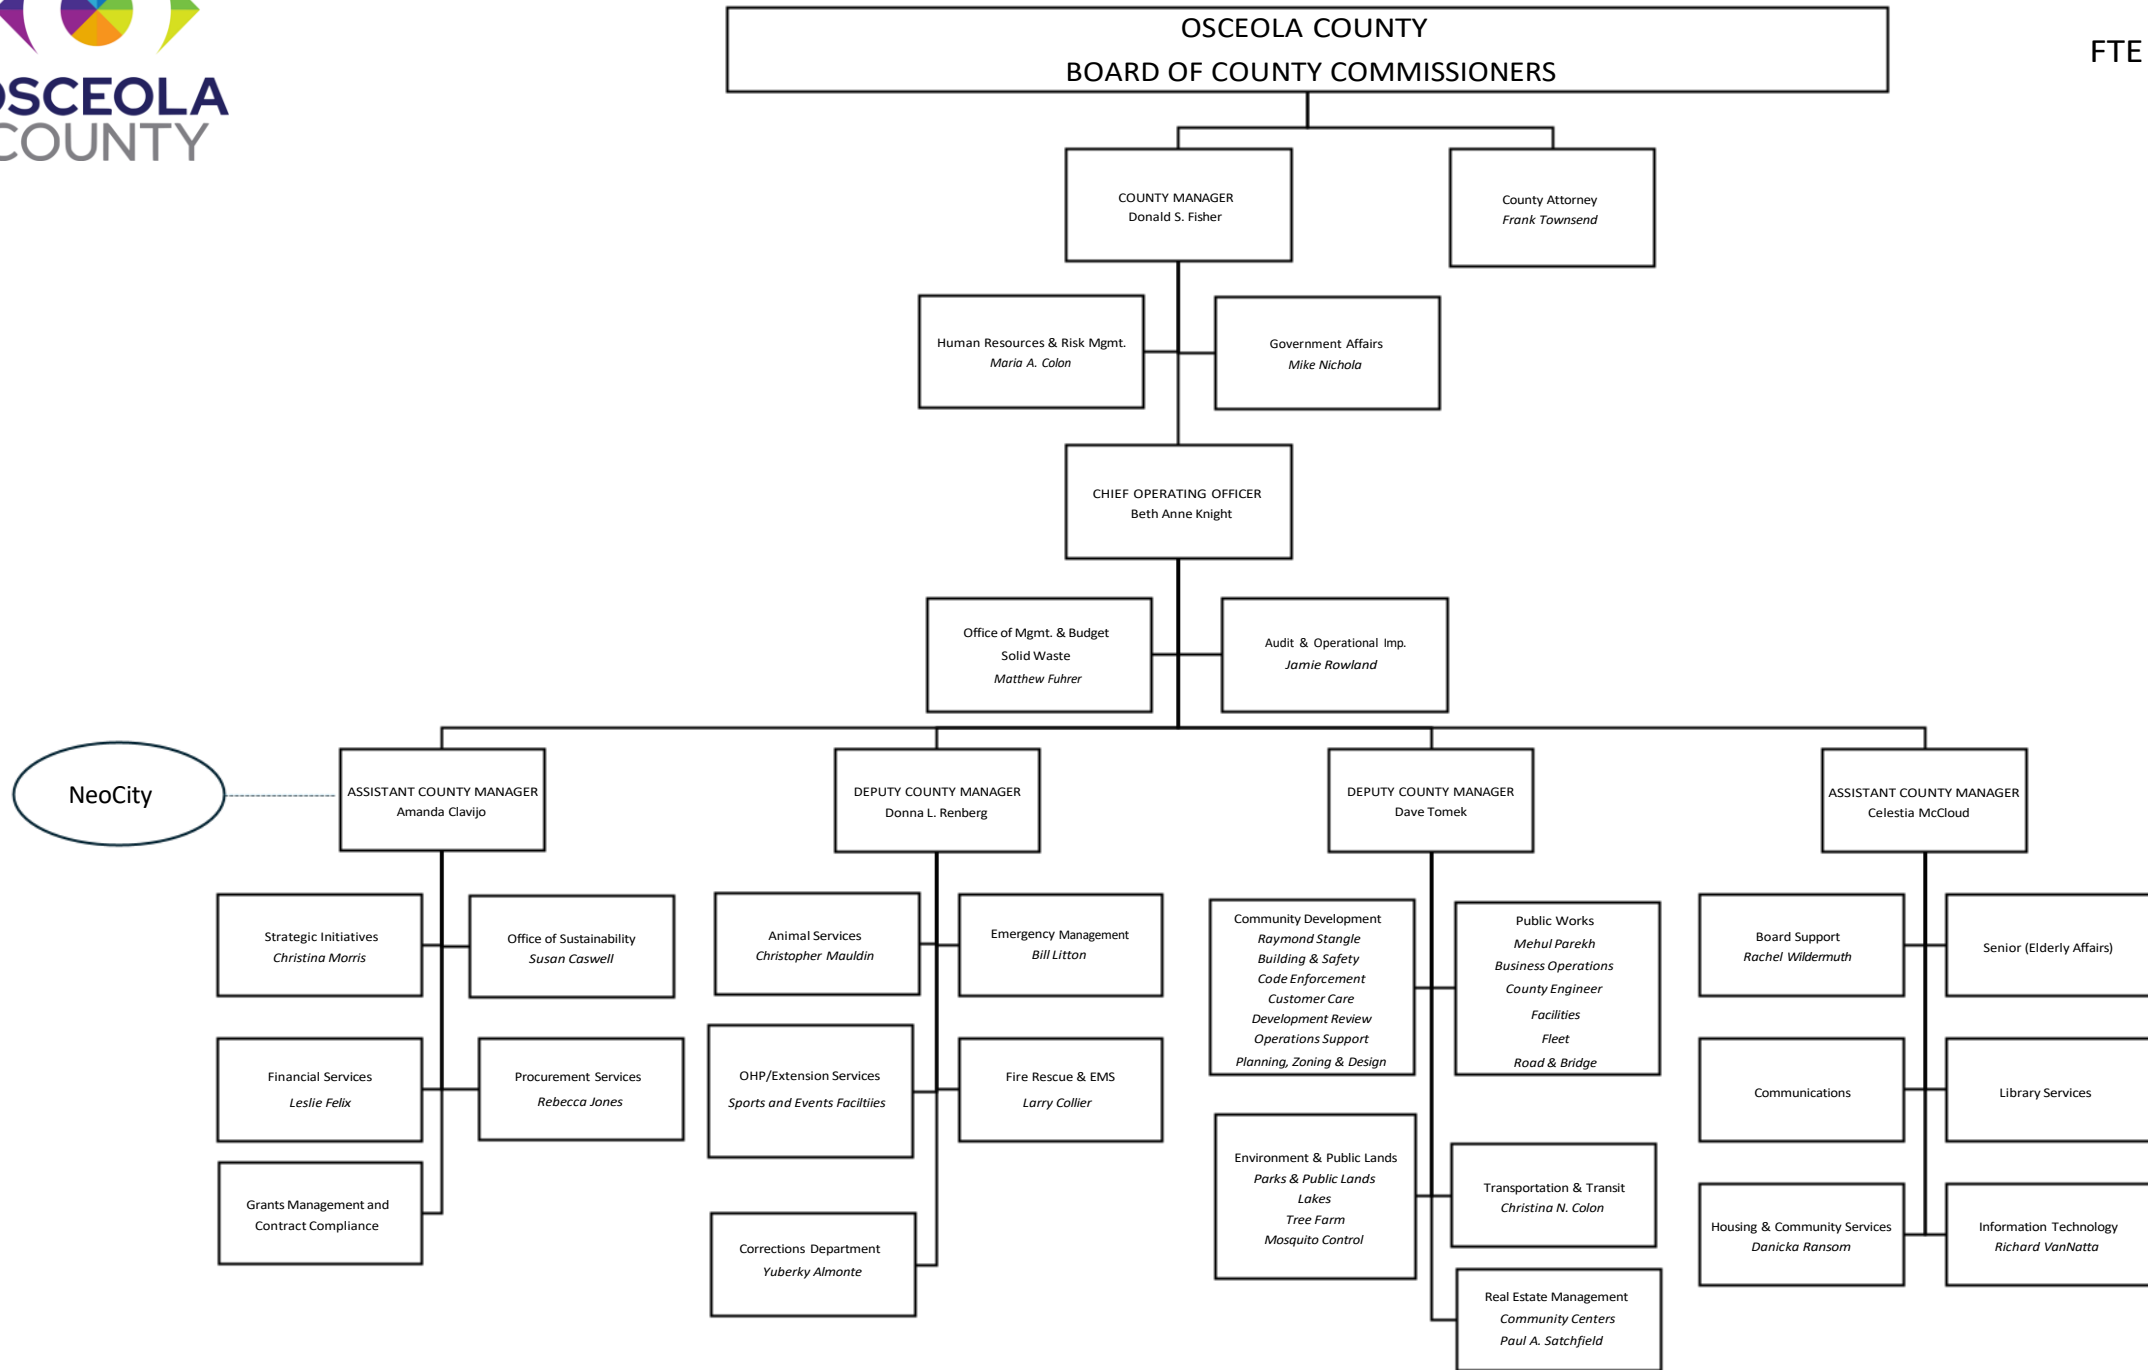 OSCEOLA
COUNTY
OSCEOLA COUNTY
BOARD OF COUNTY COMMISSIONERS
FTE
COUNTY MANAGER
Donald S. Fisher
County Attorney
Frank Townsend
Human Resources & Risk Mgmt.
Maria A. Colon
Government Affairs
Mike Nichola
CHIEF OPERATING OFFICER
Beth Anne Knight
Office of Mgmt. & Budget
Solid Waste
Matthew Fuhrer
Audit & Operational Imp.
Jamie Rowland
NeoCity
ASSISTANT COUNTY MANAGER
Amanda Clavijo
DEPUTY COUNTY MANAGER
Donna L. Renberg
DEPUTY COUNTY MANAGER
Dave Tomek
ASSISTANT COUNTY MANAGER
Celestia McCloud
Strategic Initiatives
Christina Morris
Office of Sustainability
Susan Caswell
Animal Services
Christopher Mauldin
Emergency Management
Bill Litton
Community Development
Raymond Stangle
Building & Safety
Code Enforcement
Customer Care
Development Review
Operations Support
Planning, Zoning & Design
Public Works
Mehul Parekh
Business Operations
County Engineer
Facilities
Fleet
Road & Bridge
Board Support
Rachel Wildermuth
Senior (Elderly Affairs)
Financial Services
Leslie Felix
Procurement Services
Rebecca Jones
OHP/Extension Services
Sports and Events Faciltiies
Fire Rescue & EMS
Larry Collier
Communications
Library Services
Grants Management and
Contract Compliance
Corrections Department
Yuberky Almonte
Environment & Public Lands
Parks & Public Lands
Lakes
Tree Farm
Mosquito Control
Transportation & Transit
Christina N. Colon
Housing & Community Services
Danicka Ransom
Information Technology
Richard VanNatta
Real Estate Management
Community Centers
Paul A. Satchfield